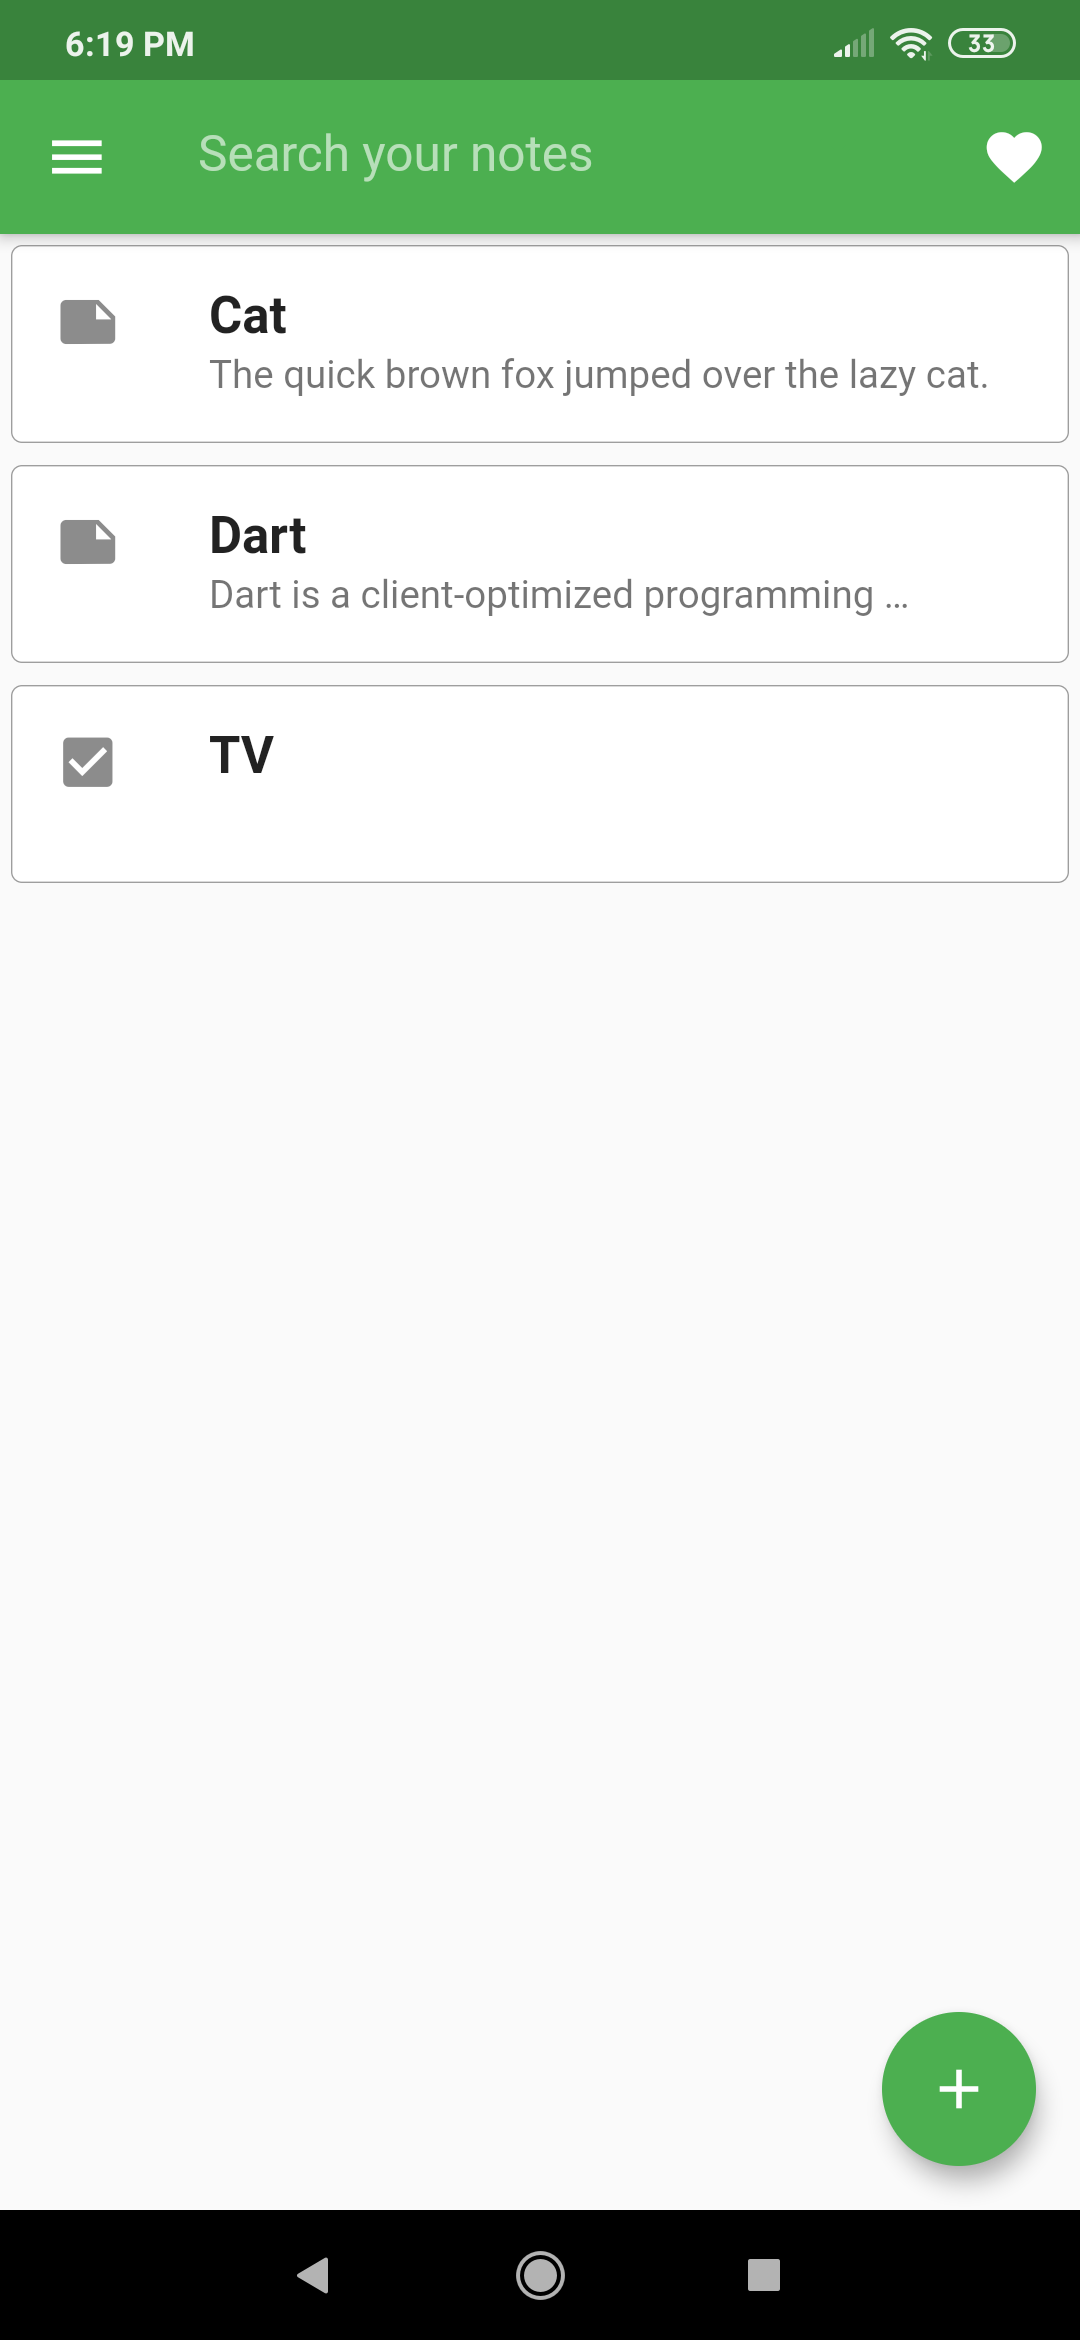 6:19 PM
33
Search your notes
Cat
The quick brown fox jumped over the lazy cat.
Dart
Dart is a client-optimized programming ...
TV